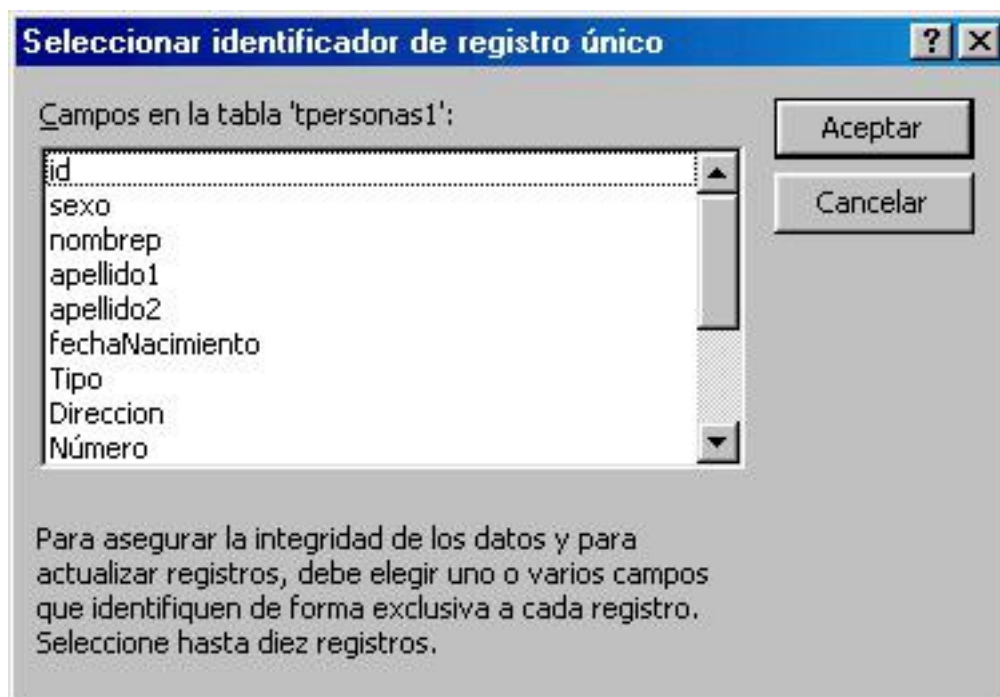 Seleccionar identificador de registro único
Campos en la tabla 'tpersonas1':
id
sexo
nombrep
apellido1
apellido2
fechaNacimiento
Tipo
Direccion
Número
Aceptar
Cancelar
Para asegurar la integridad de los datos y para
actualizar registros, debe elegir uno o varios campos
que identifiquen de forma exclusiva a cada registro.
Seleccione hasta diez registros.